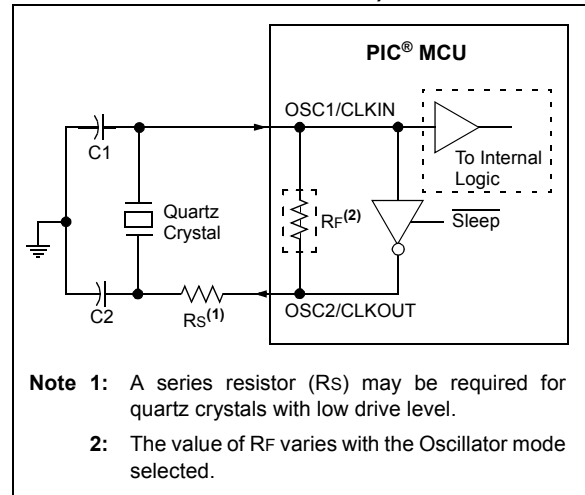 PIC® MCU
OSC1/CLKIN
C1
To Internal
Logic
Quartz
Crystal
RF(2)
Sleep
C2
RS(1)
OSC2/CLKOUT
Note 1: A series resistor (RS) may be required for
quartz crystals with low drive level.
2: The value of RF varies with the Oscillator mode
selected.